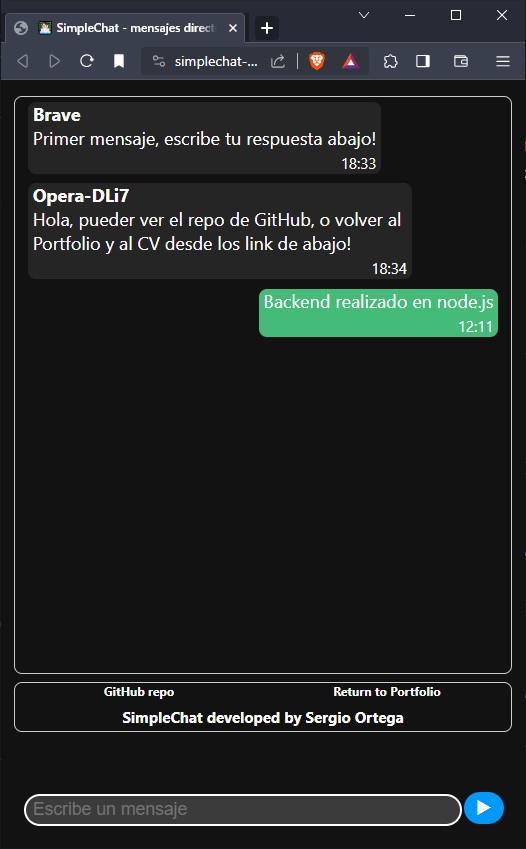 SimpleChat - mensajes direct
simplechat-...
Brave
Primer mensaje, escribe tu respuesta abajo!
18:33
Opera-DLi7
Hola, pueder ver el repo de GitHub, o volver al
Portfolio y al CV desde los link de abajo!
18:34
Backend realizado en node.js
12:11
GitHub repo Return to Portfolio
SimpleChat developed by Sergio Ortega
Escribe un mensaje